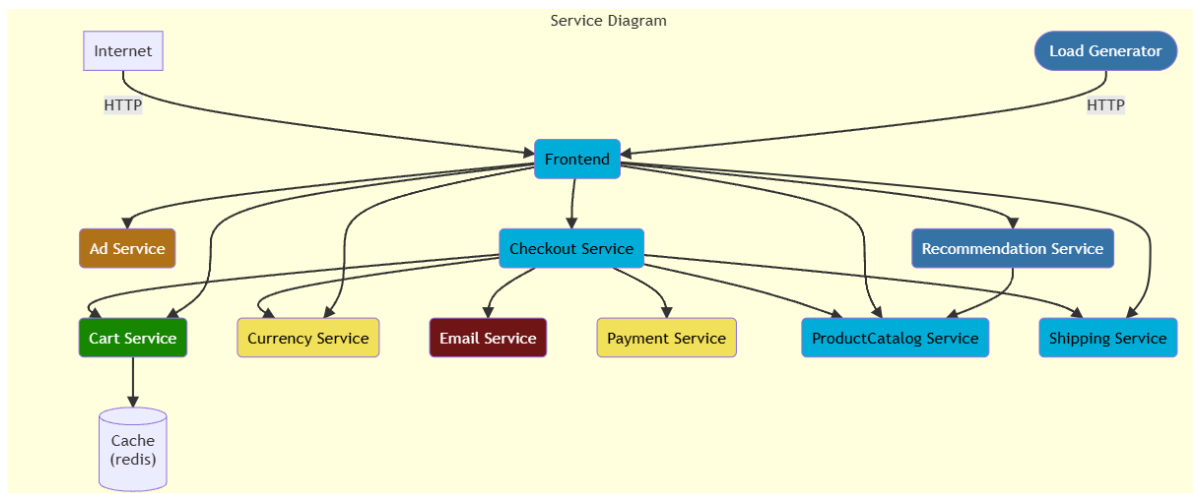 Service Diagram
Internet
Load Generator
HTTP
HTTP
Frontend
Ad Service
Checkout Service
Recommendation Service
Cart Service
Currency Service
Email Service
Payment Service
ProductCatalog Service
Shipping Service
Cache
(redis)